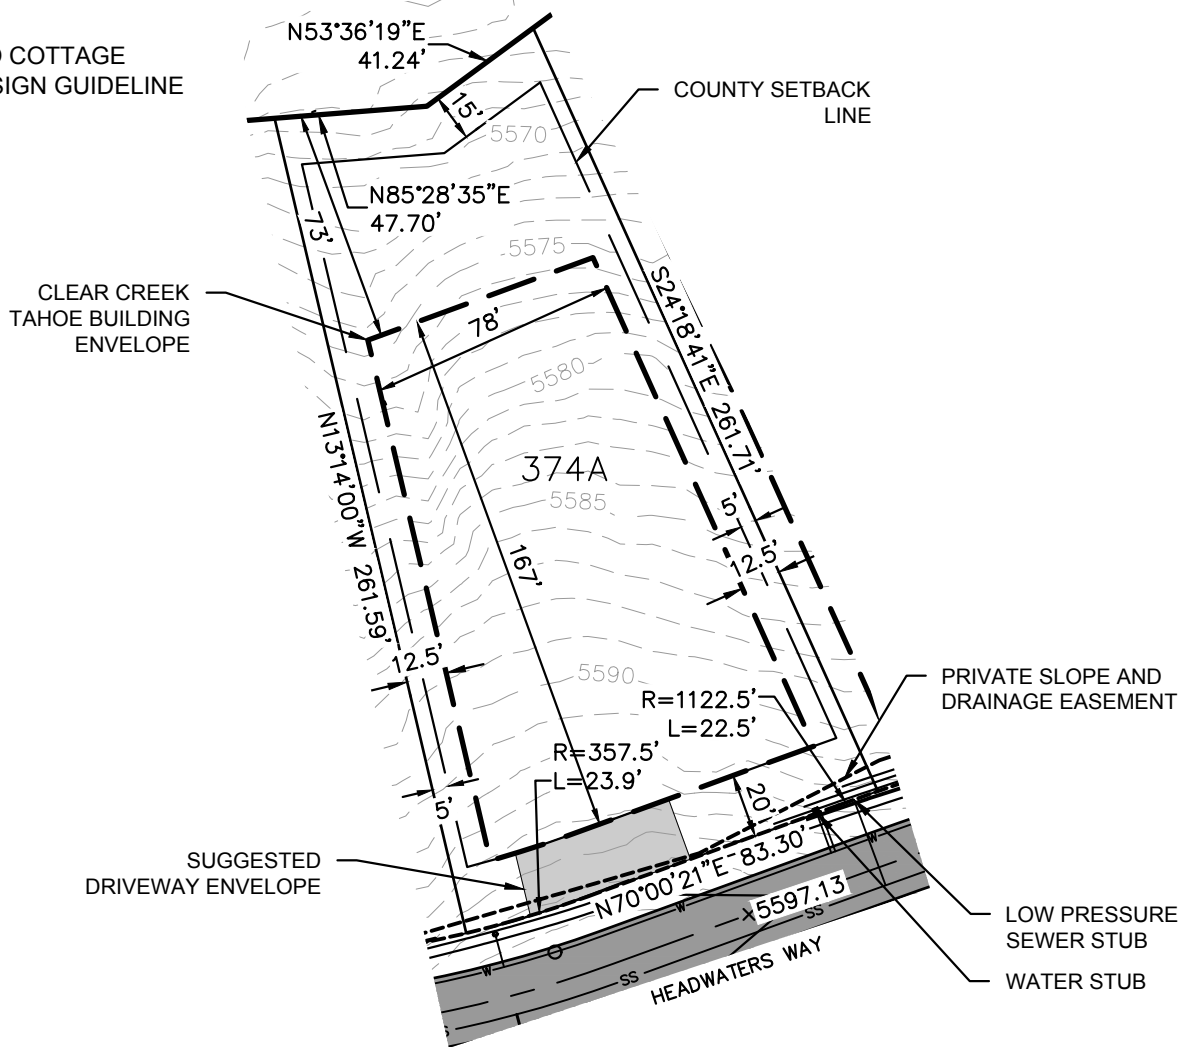 COTTAGE
SIGN GUIDELINE
N53°36'19"E
41.24'
COUNTY SETBACK
LINE
15'
5570
N85°28'35"E
47.70'
73'
5575
CLEAR CREEK
TAHOE BUILDING
ENVELOPE
78'
S24°18'41"E 261.71'
5580
N13°14'00"W 261.59'
374A
5585
5'
12.5'
167'
12.5'
5590
PRIVATE SLOPE AND
DRAINAGE EASEMENT
R=1122.5'
L=22.5'
R=357.5'
L=23.9'
5'
20'
SUGGESTED
DRIVEWAY ENVELOPE
N70°00'21"E 83.30'
W
W
W
×5597.13
SS
SS
S
HEADWATERS WAY
LOW PRESSURE
SEWER STUB
WATER STUB